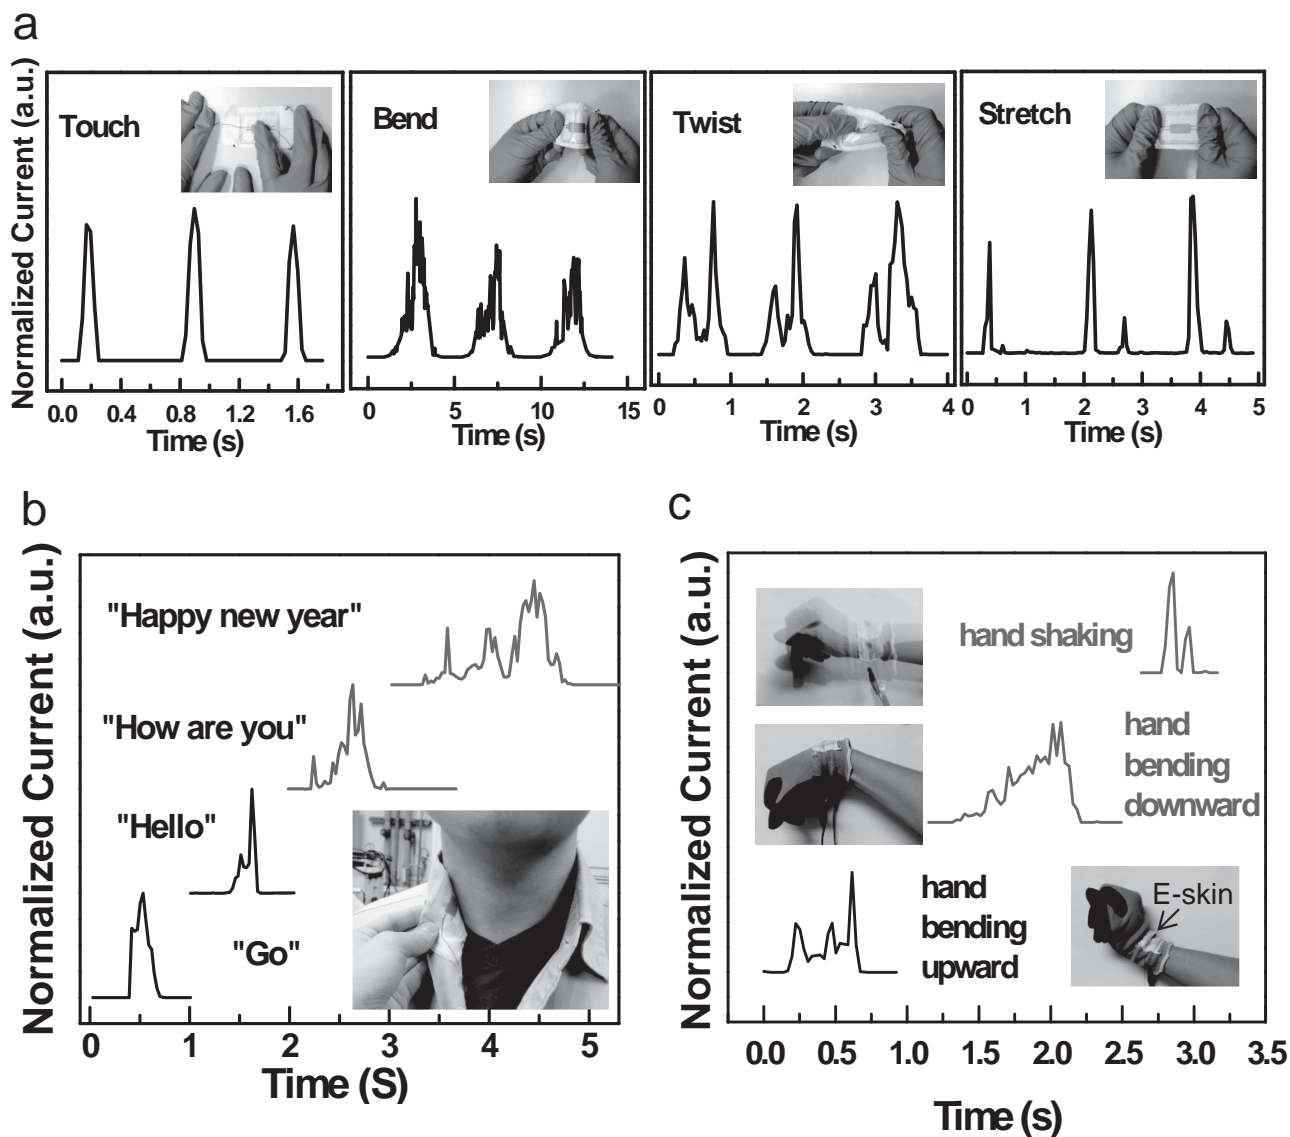 a
Normalized Current (a.u.)
Touch
Bend
Twist
Stretch
0.0 0.4 0.8 1.2 1.6
0 5 10 15
0 1 2 3 4
0 1 2 3 4 5
Time (s)
Time (s)
Time (s)
Time (s)
b
Normalized Current (a.u.)
"Happy new year"
"How are you"
"Hello"
"Go"
0 1 2 3 4 5
Time (S)
c
Normalized Current (a.u.)
hand shaking
hand
bending
downward
hand
bending
upward
E-skin
0.0 0.5 1.0 1.5 2.0 2.5 3.0 3.5
Time (s)